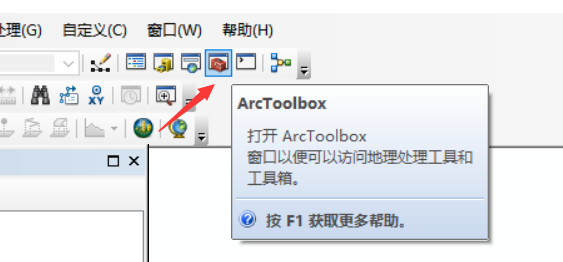 处理(G) 自定义(C) 窗口(W) 帮助(H)
XY
ArcToolbox
打开 ArcToolbox
窗口以便可以访问地理处理工具和
工具箱。
按 F1 获取更多帮助。